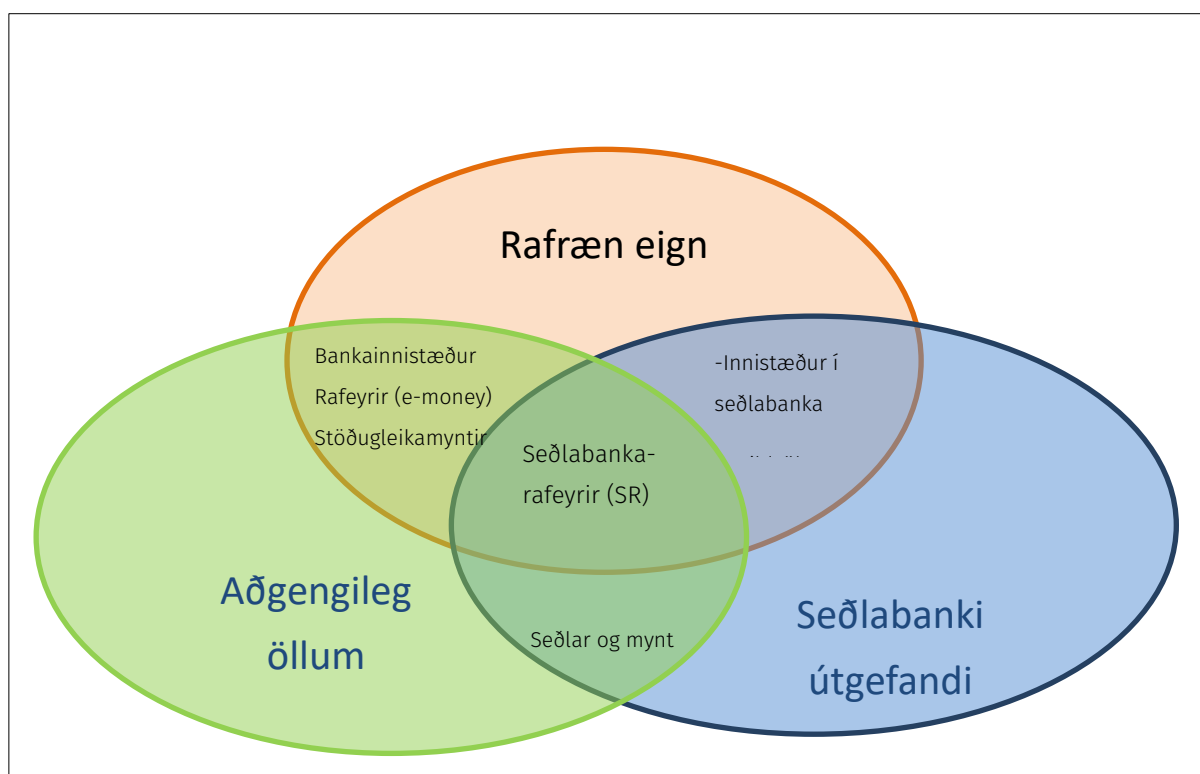 Rafræn eign
Bankainnistæður
Rafeyrir (e-money)
Stöðugleikamyntir
-Innistæður í
seðlabanka
Seðlabanka-
rafeyrir (SR)
Aðgengileg
öllum
Seðlabanki
útgefandi
Seðlar og mynt